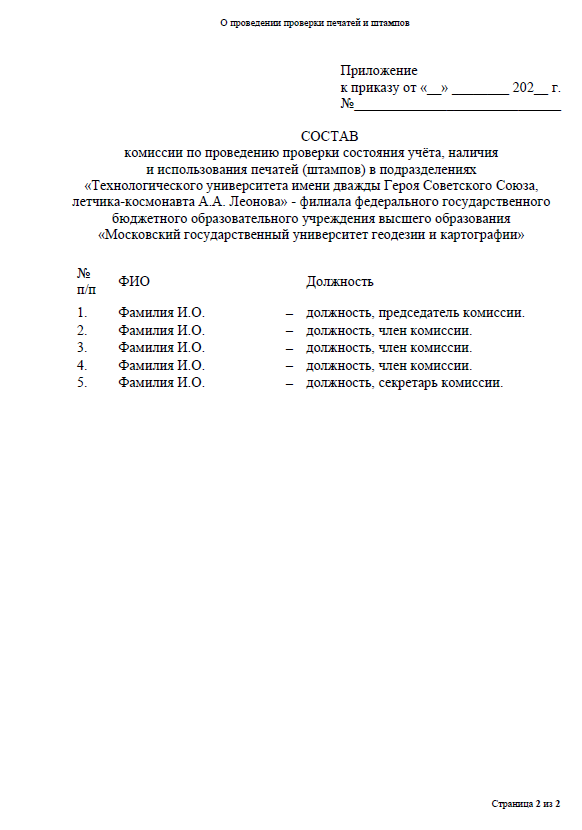 О проведении проверки печатей и штампов
Приложение
к приказу от «__» ________ 202__ г.
№_____________________________
СОСТАВ
комиссии по проведению проверки состояния учёта, наличия
и использования печатей (штампов) в подразделениях
«Технологического университета имени дважды Героя Советского Союза,
летчика-космонавта А.А. Леонова» - филиала федерального государственного
бюджетного образовательного учреждения высшего образования
«Московский государственный университет геодезии и картографии»
№
п/п ФИО Должность
1. Фамилия И.О. – должность, председатель комиссии.
2. Фамилия И.О. – должность, член комиссии.
3. Фамилия И.О. – должность, член комиссии.
4. Фамилия И.О. – должность, член комиссии.
5. Фамилия И.О. – должность, секретарь комиссии.
Страница 2 из 2